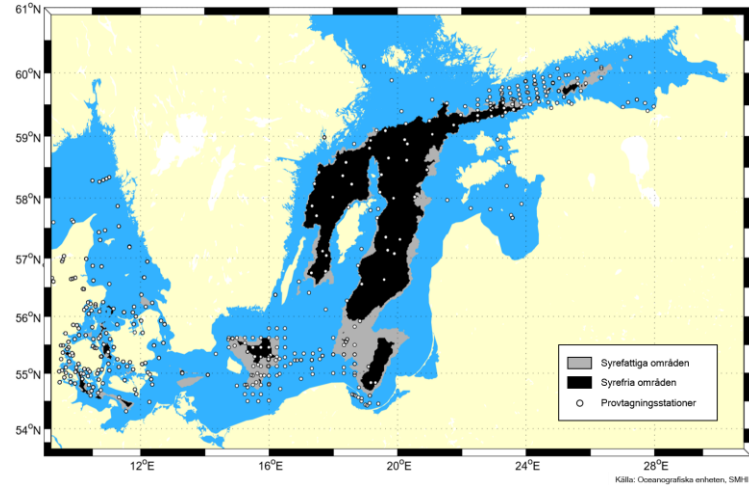 61°N
60°N
59°N
58°N
57°N
56°N
55°N
54°N
12°E
16°E
20°E
24°E
28°E
Syrefattiga områden
Syrefria områden
Provtagningsstationer
Källa: Oceanografiska enheten, SMHI